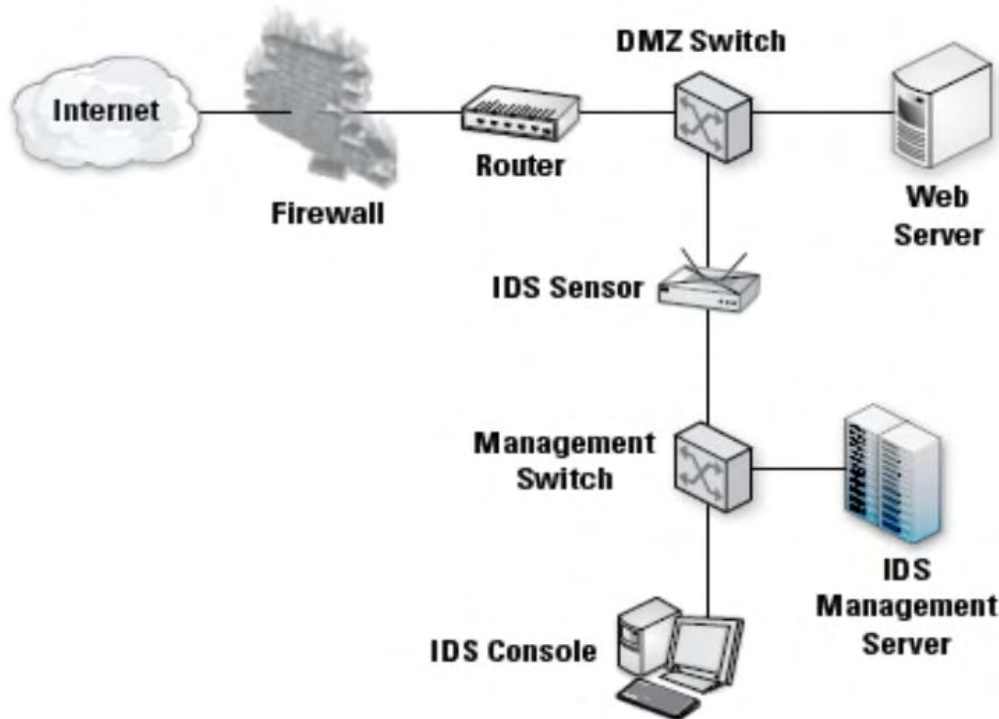 DMZ Switch
Internet
Router
Firewall
Web
Server
IDS Sensor
Management
Switch
IDS
Management
Server
IDS Console